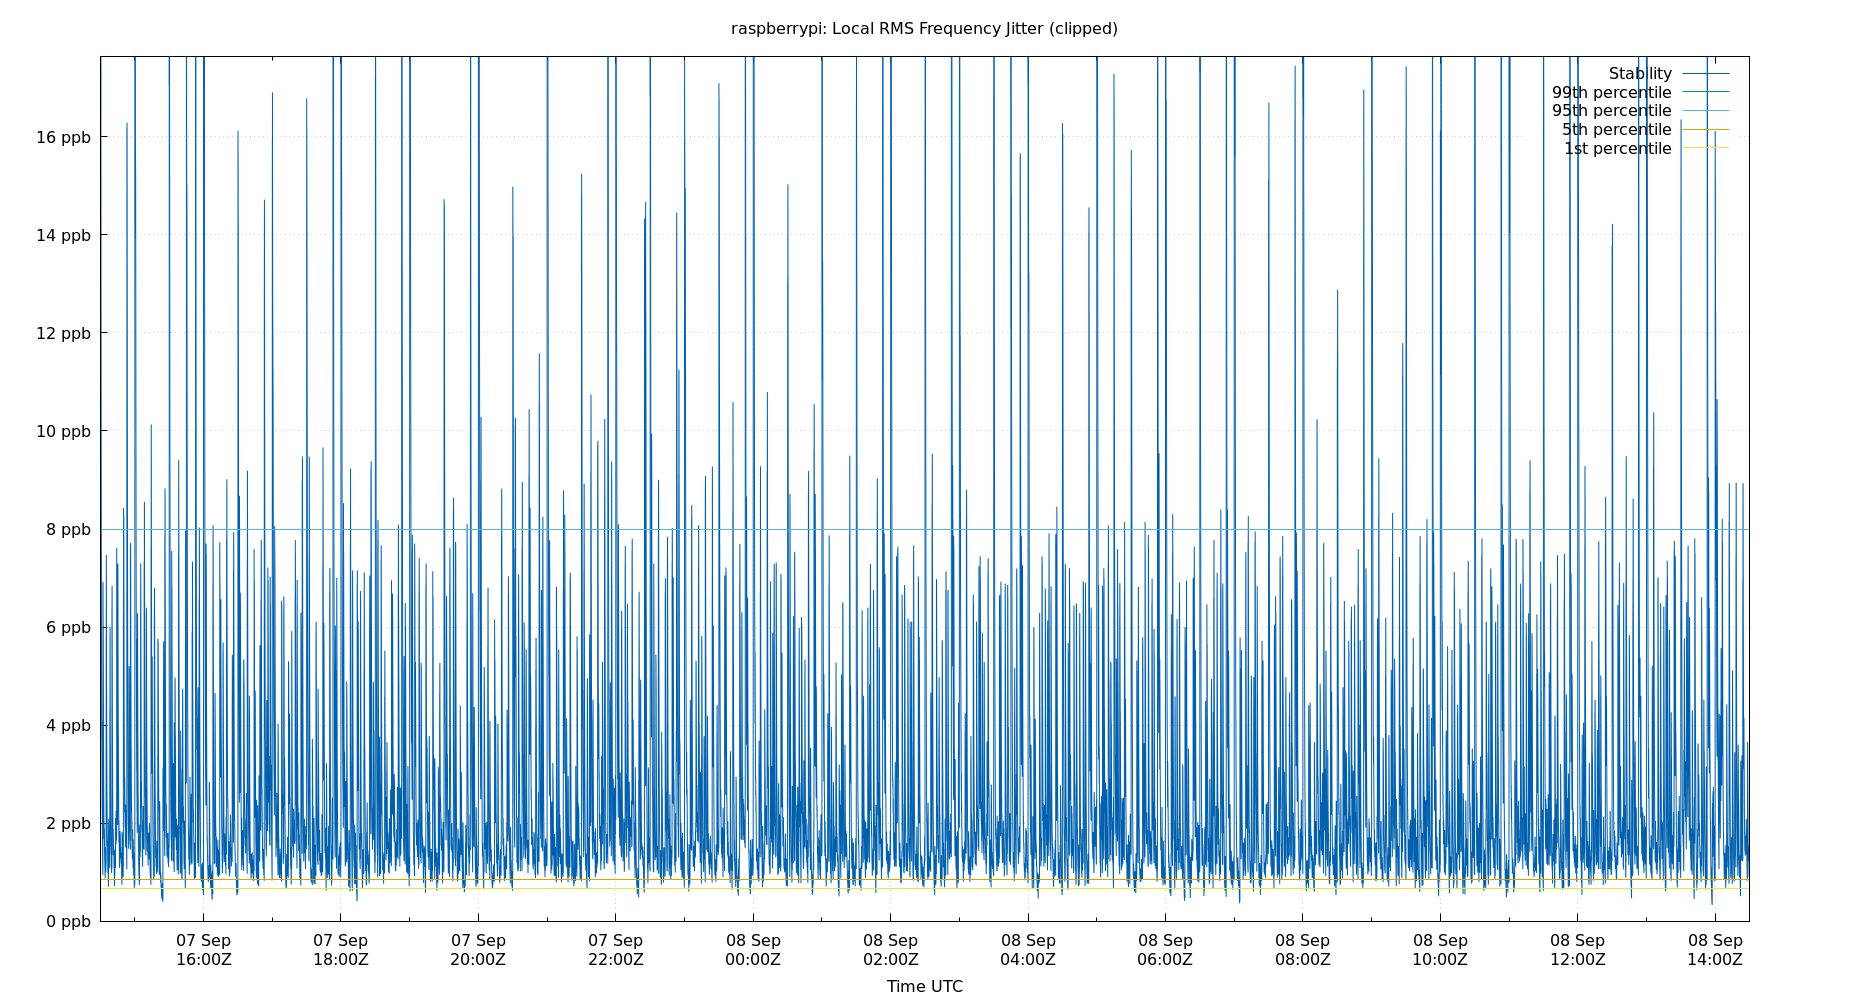 raspberrypi: Local RMS Frequency Jitter (clipped)
Stability
99th percentile
95th percentile
5th percentile
1st percentile
16 ppb
14 ppb
12 ppb
10 ppb
8 ppb
6 ppb
4 ppb
2 ppb
0 ppb
07 Sep 07 Sep 07 Sep 07 Sep 08 Sep 08 Sep 08 Sep 08 Sep 08 Sep 08 Sep 08 Sep 08 Sep
16:00Z 18:00Z 20:00Z 22:00Z 00:00Z 02:00Z 04:00Z 06:00Z 08:00Z 10:00Z 12:00Z 14:00Z
Time UTC